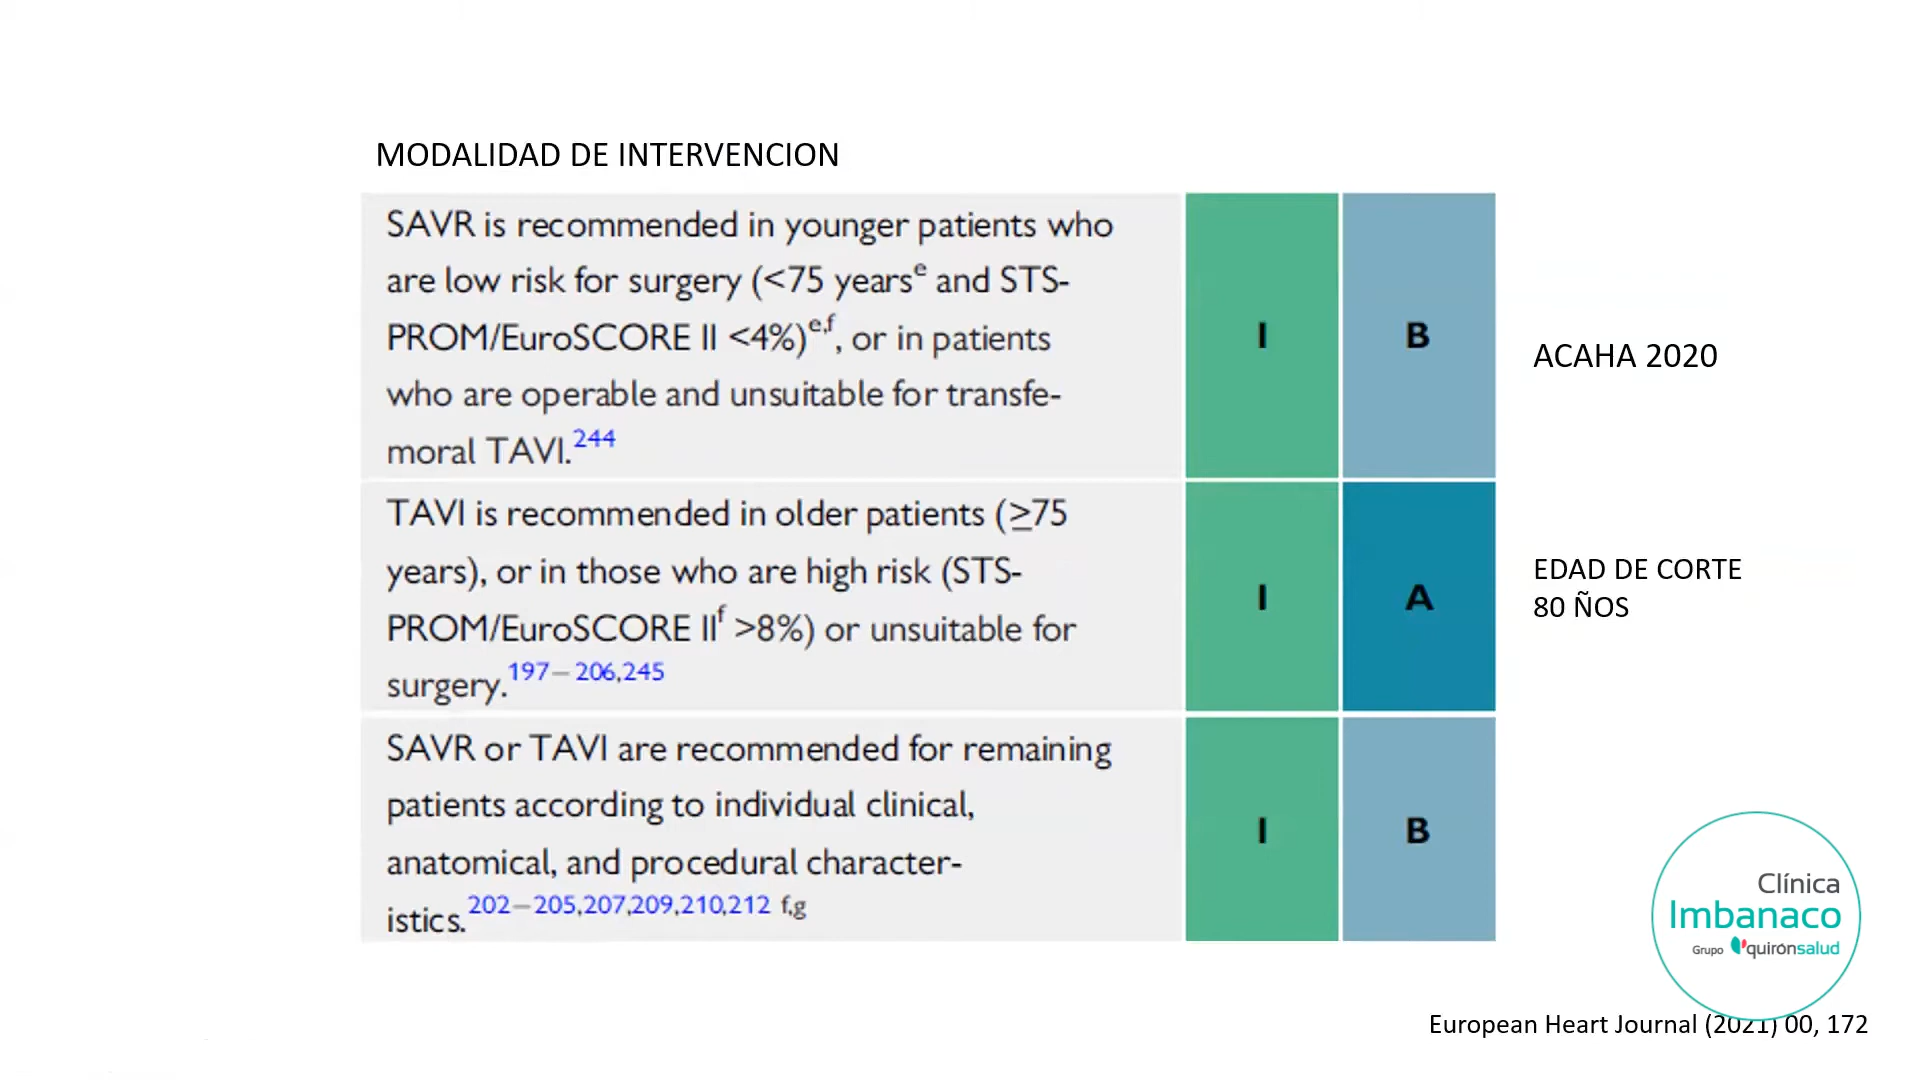 MODALIDAD DE INTERVENCION
SAVR is recommended in younger patients who
are low risk for surgery (<75 yearsᵉ and STS-
PROM/EuroSCORE II <4%)ᵉ,ᶠ, or in patients
who are operable and unsuitable for transfe-
moral TAVI.²⁴⁴
I
B
ACAHA 2020
TAVI is recommended in older patients (≥75
years), or in those who are high risk (STS-
PROM/EuroSCORE IIᶠ >8%) or unsuitable for
surgery.¹⁹⁷⁻²⁰⁶,²⁴⁵
I
A
EDAD DE CORTE
80 ÑOS
SAVR or TAVI are recommended for remaining
patients according to individual clinical,
anatomical, and procedural character-
istics.²⁰²⁻²⁰⁵,²⁰⁷,²⁰⁹,²¹⁰,²¹² ᶠ,ᵍ
I
B
Clínica
Imbanaco
Grupo quirónsalud
European Heart Journal (2021) 00, 172